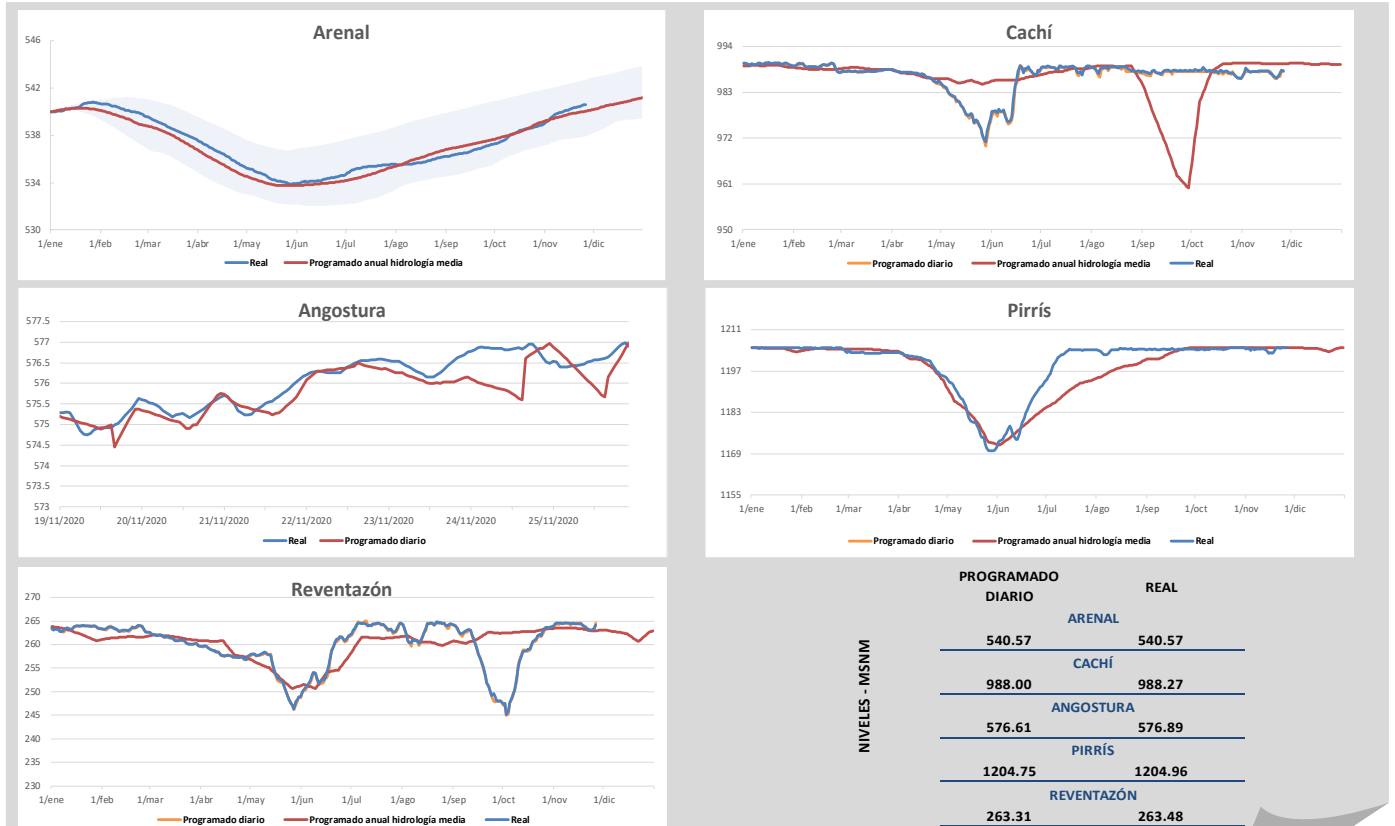 Arenal
546
542
538
534
530
1/ene 1/feb 1/mar 1/abr 1/may 1/jun 1/jul 1/ago 1/sep 1/oct 1/nov 1/dic
Real Programado anual hidrología media
Cachí
994
983
972
961
950
1/ene 1/feb 1/mar 1/abr 1/may 1/jun 1/jul 1/ago 1/sep 1/oct 1/nov 1/dic
Programado diario Programado anual hidrología media Real
Angostura
577.5
577
576.5
576
575.5
575
574.5
574
573.5
573
19/11/2020 20/11/2020 21/11/2020 22/11/2020 23/11/2020 24/11/2020 25/11/2020
Real Programado diario
Pirrís
1211
1197
1183
1169
1155
1/ene 1/feb 1/mar 1/abr 1/may 1/jun 1/jul 1/ago 1/sep 1/oct 1/nov 1/dic
Programado diario Programado anual hidrología media Real
Reventazón
270
265
260
255
250
245
240
235
230
1/ene 1/feb 1/mar 1/abr 1/may 1/jun 1/jul 1/ago 1/sep 1/oct 1/nov 1/dic
Programado diario Programado anual hidrología media Real
NIVELES - MSNM
PROGRAMADO
DIARIO
REAL
ARENAL
540.57 540.57
CACHÍ
988.00 988.27
ANGOSTURA
576.61 576.89
PIRRÍS
1204.75 1204.96
REVENTAZÓN
263.31 263.48